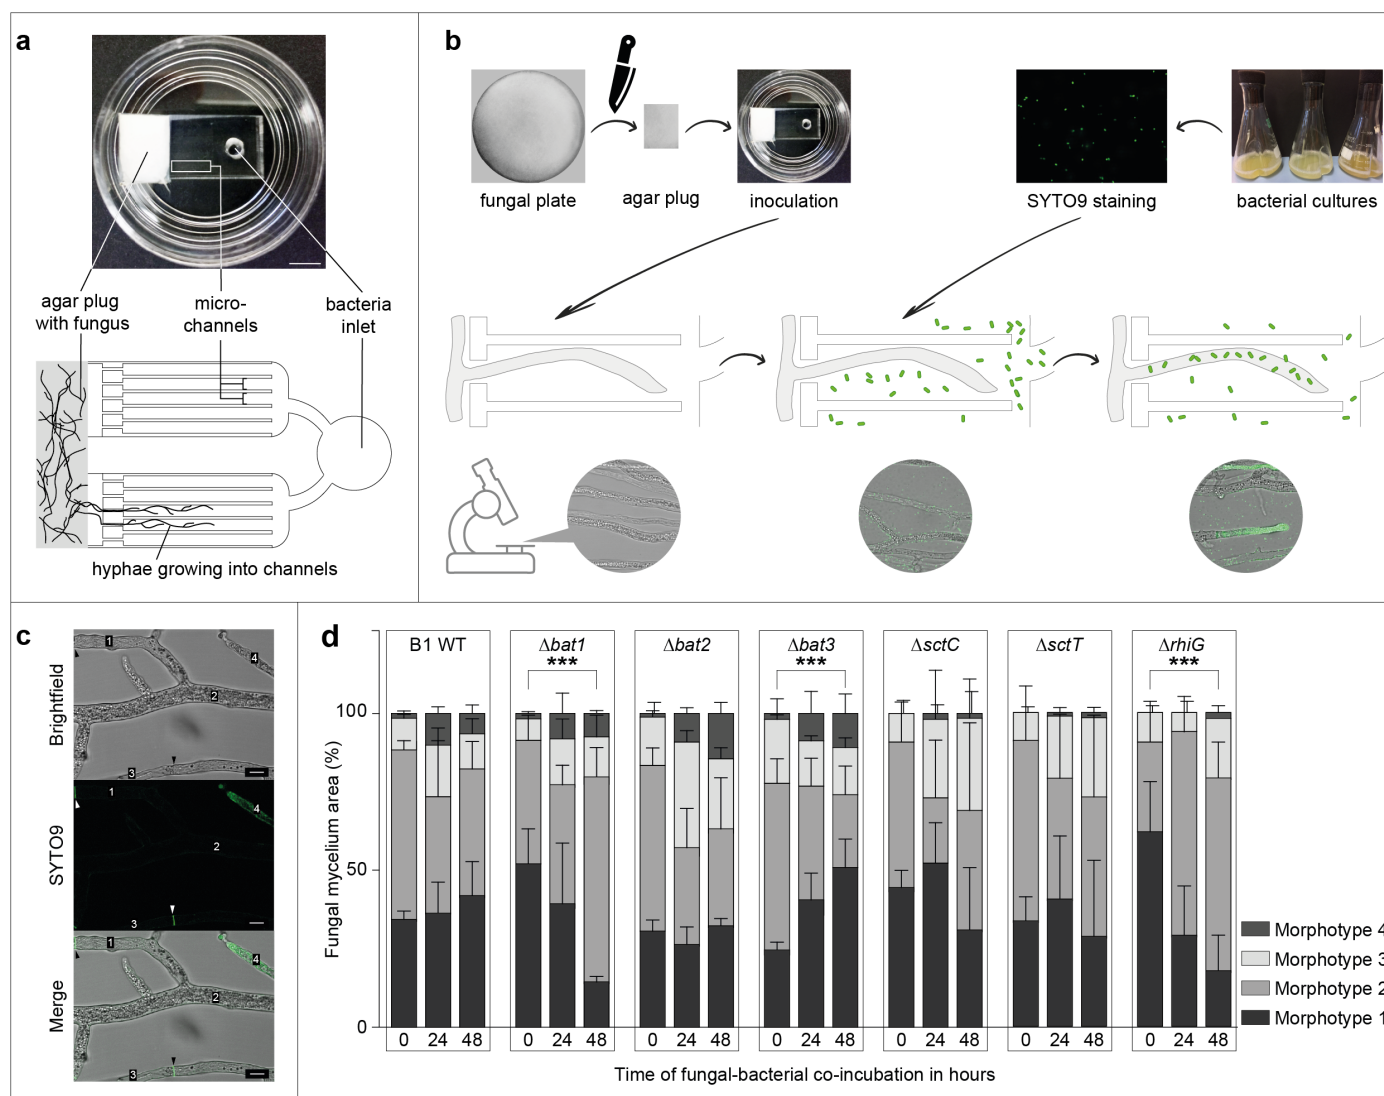 a
agar plug
with fungus
micro-
channels
bacteria
inlet
hyphae growing into channels
b
fungal plate
agar plug
inoculation
SYTO9 staining
bacterial cultures
c
Brightfield
1
2
3
4
SYTO9
1
2
3
4
Merge
1
2
3
4
d
B1 WT
Δbat1
Δbat2
Δbat3
ΔsctC
ΔsctT
ΔrhiG
***
***
***
Fungal mycelium area (%)
100
50
0
0 24 48
0 24 48
0 24 48
0 24 48
0 24 48
0 24 48
0 24 48
Time of fungal-bacterial co-incubation in hours
Morphotype 4
Morphotype 3
Morphotype 2
Morphotype 1